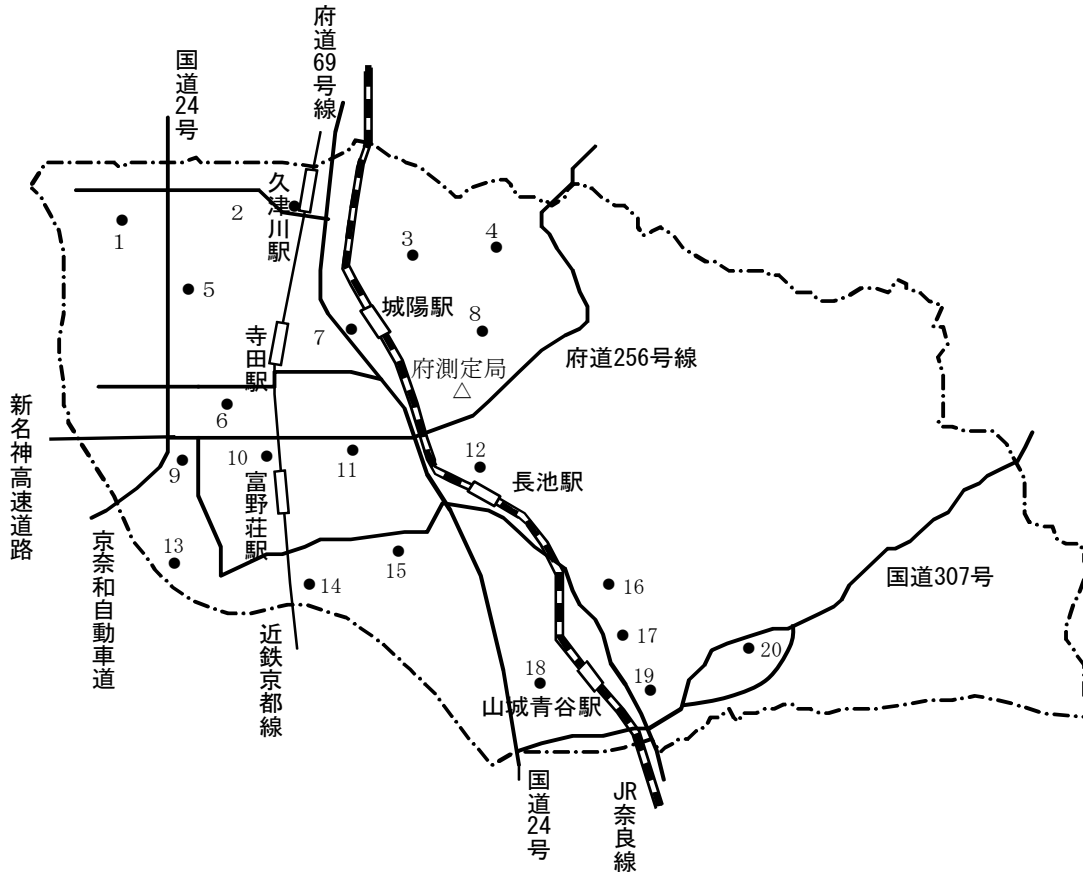 府道69号線
国道24号
久津川駅
2
1
3
4
5
城陽駅
7
8
寺田駅
府測定局
府道256号線
6
新名神高速道路
9
10
11
12
長池駅
富野荘駅
京奈和自動車道
13
14
15
16
国道307号
17
近鉄京都線
18
19
20
山城青谷駅
国道24号
JR奈良線